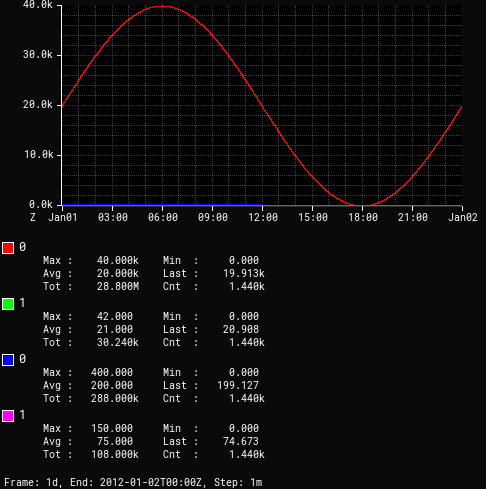 40.0k
30.0k
20.0k
10.0k
0.0k
Z Jan01 03:00 06:00 09:00 12:00 15:00 18:00 21:00 Jan02
0
Max : 40.000k Min : 0.000
Avg : 20.000k Last : 19.913k
Tot : 28.800M Cnt : 1.440k
1
Max : 42.000 Min : 0.000
Avg : 21.000 Last : 20.908
Tot : 30.240k Cnt : 1.440k
0
Max : 400.000 Min : 0.000
Avg : 200.000 Last : 199.127
Tot : 288.000k Cnt : 1.440k
1
Max : 150.000 Min : 0.000
Avg : 75.000 Last : 74.673
Tot : 108.000k Cnt : 1.440k
Frame: 1d, End: 2012-01-02T00:00Z, Step: 1m